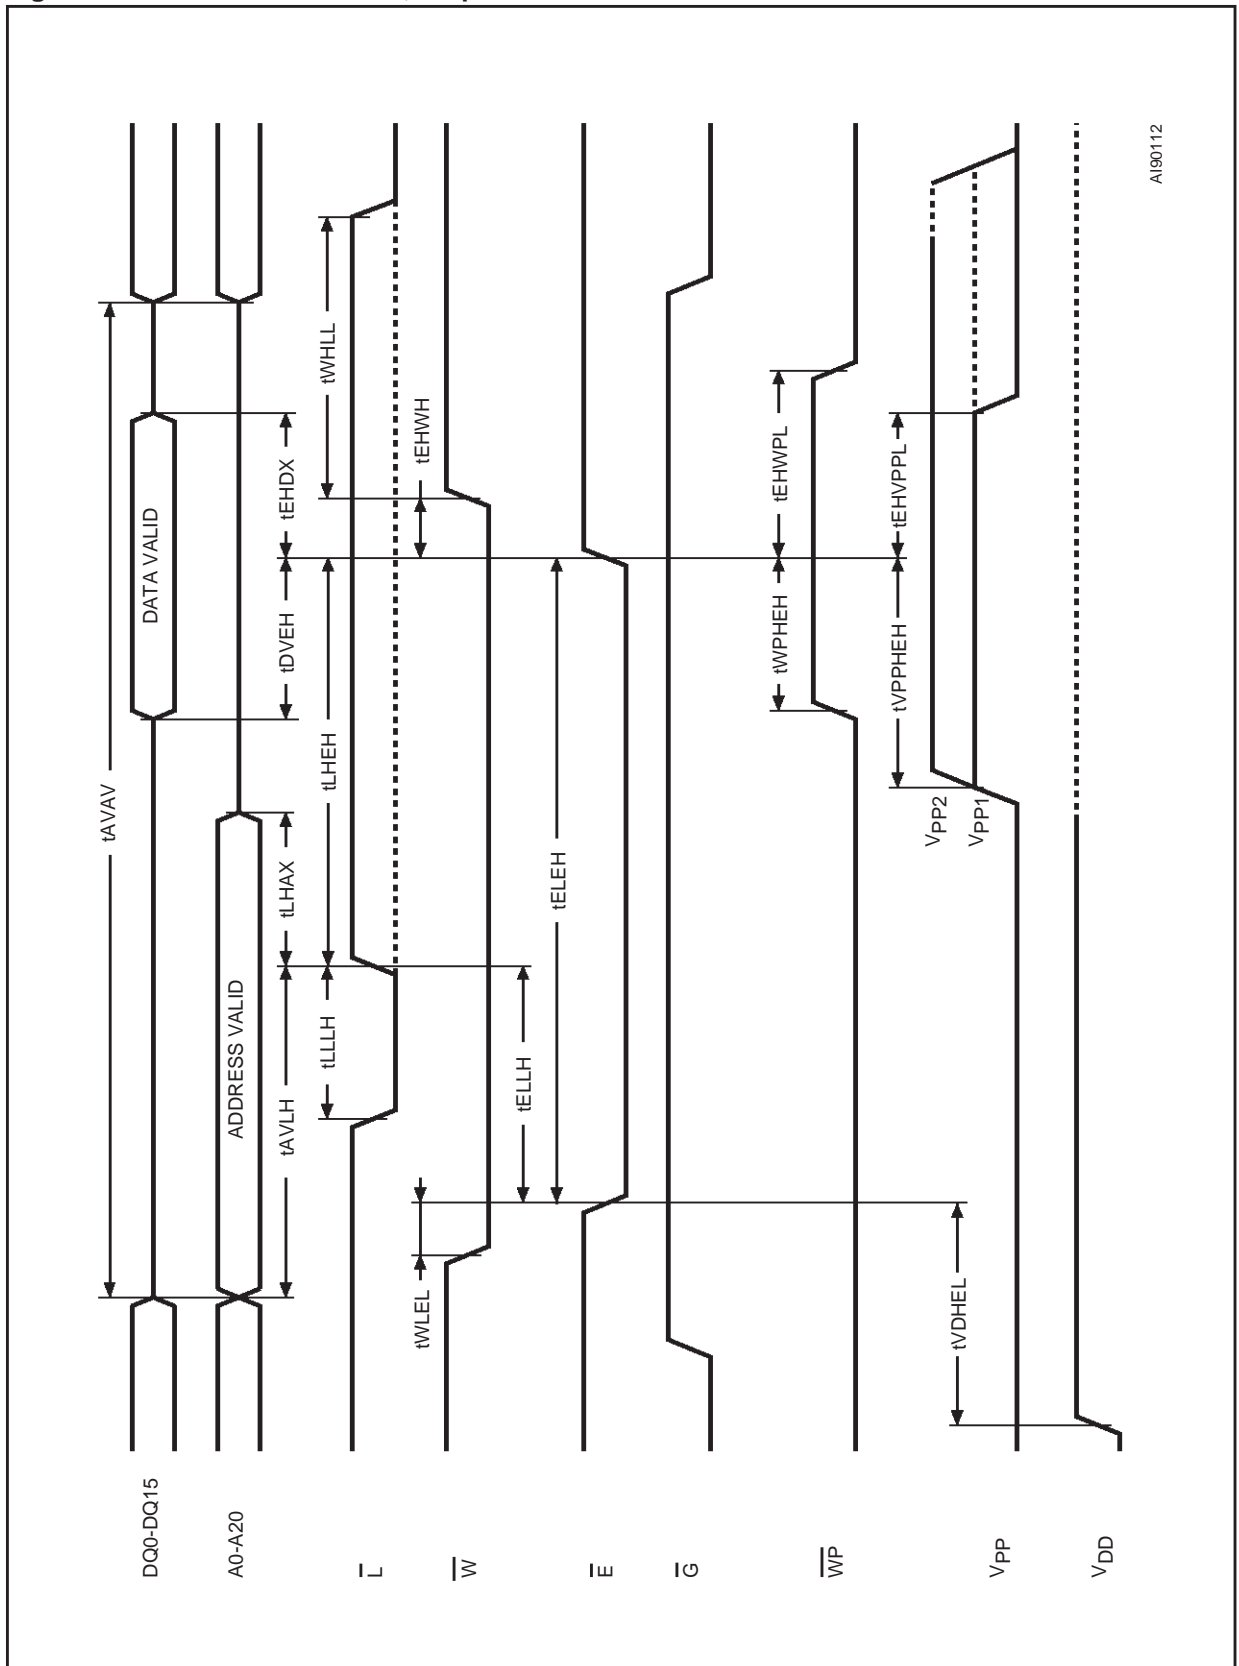 DQ0-DQ15
DATA VALID
tAVAV
A0-A20
ADDRESS VALID
tAVLH
tLHAX
tDVEH
tEHDX
L
tLLLH
tLHEH
tWHLL
W
tWLEL
tEHWH
tELLH
E
tELEH
G
WP
tWPHEH
tEHWPL
tVPPHEH
tEHVPPL
VPP2
VPP1
VPP
tVDHEL
VDD
AI90112